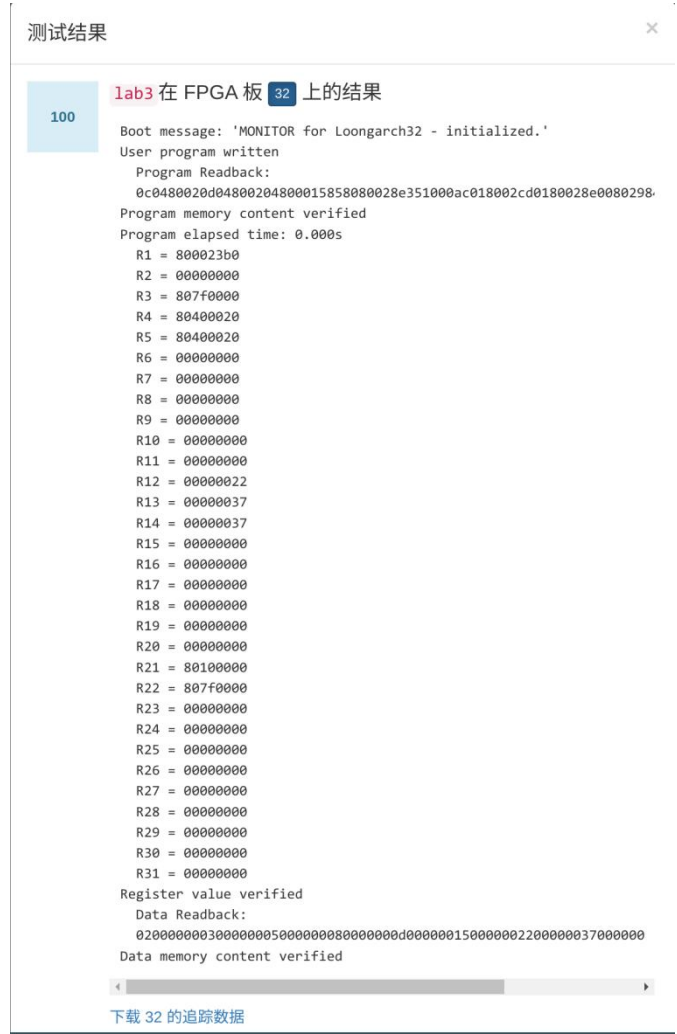 测试结果
×
100
lab3 在 FPGA 板 32 上的结果
Boot message: 'MONITOR for Loongarch32 - initialized.'
User program written
Program Readback:
0c0480020d04800204800015858080028e351000ac018002cd0180028e0080298
Program memory content verified
Program elapsed time: 0.000s
R1 = 800023b0
R2 = 00000000
R3 = 807f0000
R4 = 80400020
R5 = 80400020
R6 = 00000000
R7 = 00000000
R8 = 00000000
R9 = 00000000
R10 = 00000000
R11 = 00000000
R12 = 00000022
R13 = 00000037
R14 = 00000037
R15 = 00000000
R16 = 00000000
R17 = 00000000
R18 = 00000000
R19 = 00000000
R20 = 00000000
R21 = 80100000
R22 = 807f0000
R23 = 00000000
R24 = 00000000
R25 = 00000000
R26 = 00000000
R27 = 00000000
R28 = 00000000
R29 = 00000000
R30 = 00000000
R31 = 00000000
Register value verified
Data Readback:
020000000300000005000000080000000d000000150000002200000037000000
Data memory content verified
下载 32 的追踪数据